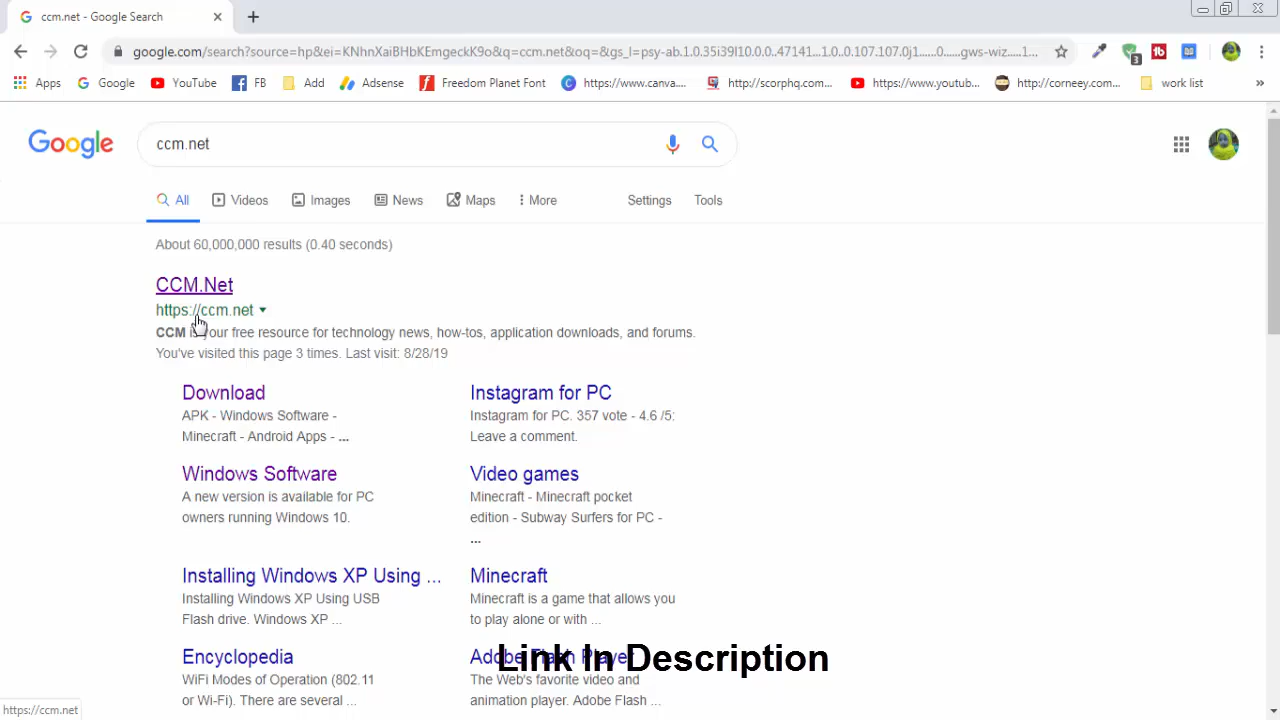 ccm.net - Google Search
google.com/search?source=hp&ei=KNhnXaiBHbKEmgeckK9o&q=ccm.net&oq=&gs_l=psy-ab.1.0.35i39l10.0.0..47141...1.0..0.107.107.0j1......0......gws-wiz.....1...
3
Apps Google YouTube FB Add Adsense Freedom Planet Font https://www.canva... http://scorphq.com... https://www.youtub... http://corneey.com... work list »
Google
ccm.net
All Videos Images News Maps More Settings Tools
About 60,000,000 results (0.40 seconds)
CCM.Net
https://ccm.net
CCM is your free resource for technology news, how-tos, application downloads, and forums.
You've visited this page 3 times. Last visit: 8/28/19
Download
APK - Windows Software -
Minecraft - Android Apps - ...
Instagram for PC
Instagram for PC. 357 vote - 4.6 /5:
Leave a comment.
Windows Software
A new version is available for PC
owners running Windows 10.
Video games
Minecraft - Minecraft pocket
edition - Subway Surfers for PC -
...
Installing Windows XP Using ...
Installing Windows XP Using USB
Flash drive. Windows XP ...
Minecraft
Minecraft is a game that allows you
to play alone or with ...
Encyclopedia
WiFi Modes of Operation (802.11
or Wi-Fi). There are several ...
Adobe Flash Player
The Web's favorite video and
animation player. Adobe Flash ...
Link In Description
https://ccm.net